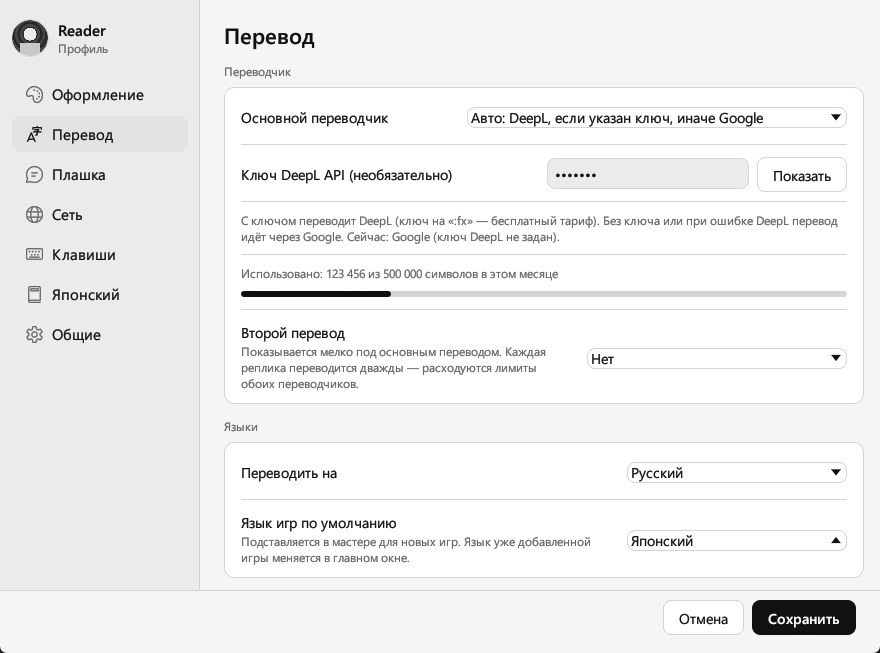 Reader
Профиль
Оформление
Перевод
Плашка
Сеть
Клавиши
Японский
Общие
Перевод
Переводчик
Основной переводчик
Авто: DeepL, если указан ключ, иначе Google
Ключ DeepL API (необязательно)
•••••••
Показать
С ключом переводит DeepL (ключ на «:fx» — бесплатный тариф). Без ключа или при ошибке DeepL перевод
идёт через Google. Сейчас: Google (ключ DeepL не задан).
Использовано: 123 456 из 500 000 символов в этом месяце
Второй перевод
Показывается мелко под основным переводом. Каждая
реплика переводится дважды — расходуются лимиты
обоих переводчиков.
Нет
Языки
Переводить на
Русский
Язык игр по умолчанию
Подставляется в мастере для новых игр. Язык уже добавленной
игры меняется в главном окне.
Японский
Отмена
Сохранить